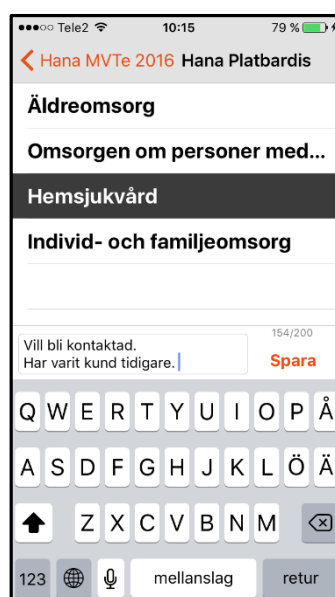 Tele2 10:15 79 %
Hana MVTe 2016 Hana Platbardis
Äldreomsorg
Omsorgen om personer med...
Hemsjukvård
Individ- och familjeomsorg
154/200
Vill bli kontaktad.
Har varit kund tidigare.
Spara
Q W E R T Y U I O P Å
A S D F G H J K L Ö Ä
Z X C V B N M
123 mellanslag retur